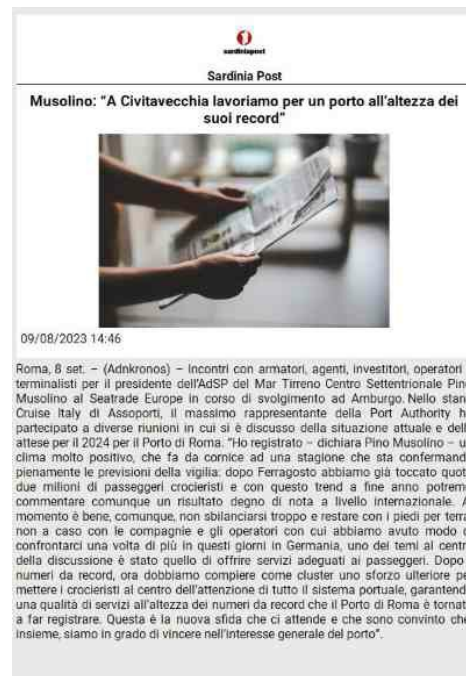 sardiniapost
Sardinia Post
Musolino: “A Civitavecchia lavoriamo per un porto all’altezza dei
suoi record”
09/08/2023 14:46
Roma, 8 set. – (Adnkronos) – Incontri con armatori, agenti, investitori, operatori
terminalisti per il presidente dell’AdSP del Mar Tirreno Centro Settentrionale Pin
Musolino al Seatrade Europe in corso di svolgimento ad Amburgo. Nello stan
Cruise Italy di Assoporti, il massimo rappresentante della Port Authority h
partecipato a diverse riunioni in cui si è discusso della situazione attuale e dell
attese per il 2024 per il Porto di Roma. “Ho registrato – dichiara Pino Musolino – u
clima molto positivo, che fa da cornice ad una stagione che sta confermand
pienamente le previsioni della vigilia: dopo Ferragosto abbiamo già toccato quot
due milioni di passeggeri crocieristi e con questo trend a fine anno potrem
commentare comunque un risultato degno di nota a livello internazionale. A
momento è bene, comunque, non sbilanciarsi troppo e restare con i piedi per terra
non a caso con le compagnie e gli operatori con cui abbiamo avuto modo d
confrontarci una volta di più in questi giorni in Germania, uno dei temi al centr
della discussione è stato quello di offrire servizi adeguati ai passeggeri. Dopo
numeri da record, ora dobbiamo compiere come cluster uno sforzo ulteriore pe
mettere i crocieristi al centro dell’attenzione di tutto il sistema portuale, garantend
una qualità di servizi all’altezza dei numeri da record che il Porto di Roma è tornat
a far registrare. Questa è la nuova sfida che ci attende e che sono convinto che
insieme, siamo in grado di vincere nell’interesse generale del porto”.